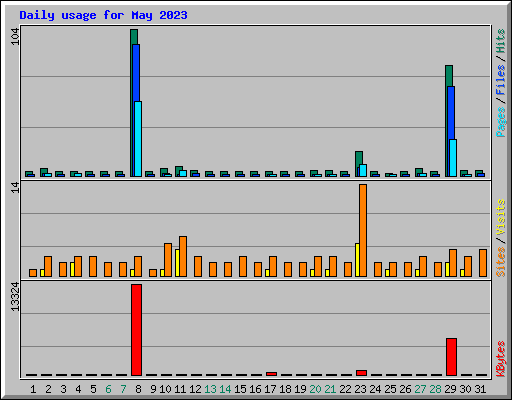 Daily usage for May 2023
104
Pages / Files / Hits
14
Sites / Visits
13324
KBytes
1 2 3 4 5 6 7 8 9 10 11 12 13 14 15 16 17 18 19 20 21 22 23 24 25 26 27 28 29 30 31